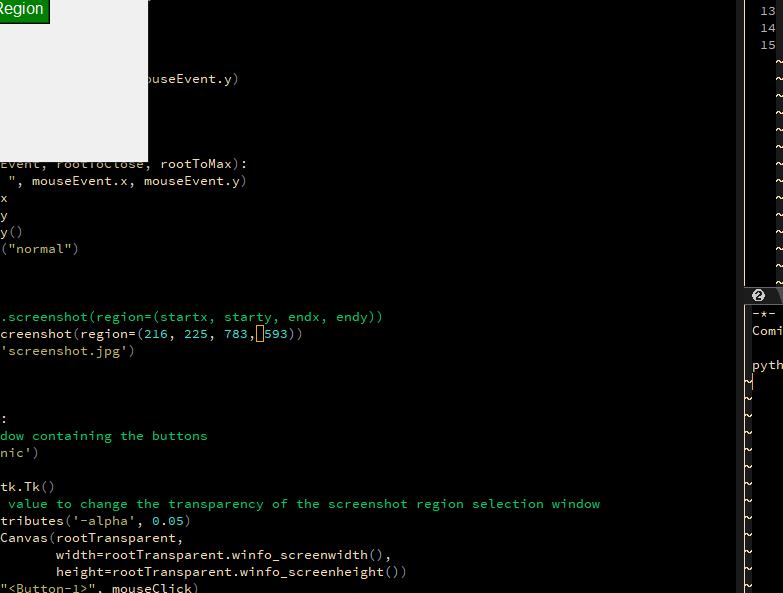 Region
13
14
15
ouseEvent.y)
Event, rootToClose, rootToMax):
", mouseEvent.x, mouseEvent.y)
x
y
y()
("normal")
.screenshot(region=(startx, starty, endx, endy))
creenshot(region=(216, 225, 783, 593))
'screenshot.jpg')
:
dow containing the buttons
nic')
tk.Tk()
value to change the transparency of the screenshot region selection window
tributes('-alpha', 0.05)
Canvas(rootTransparent,
width=rootTransparent.winfo_screenwidth(),
height=rootTransparent.winfo_screenheight())
"<Button-1>", mouseClick)
2
-*-
Comi
pyth